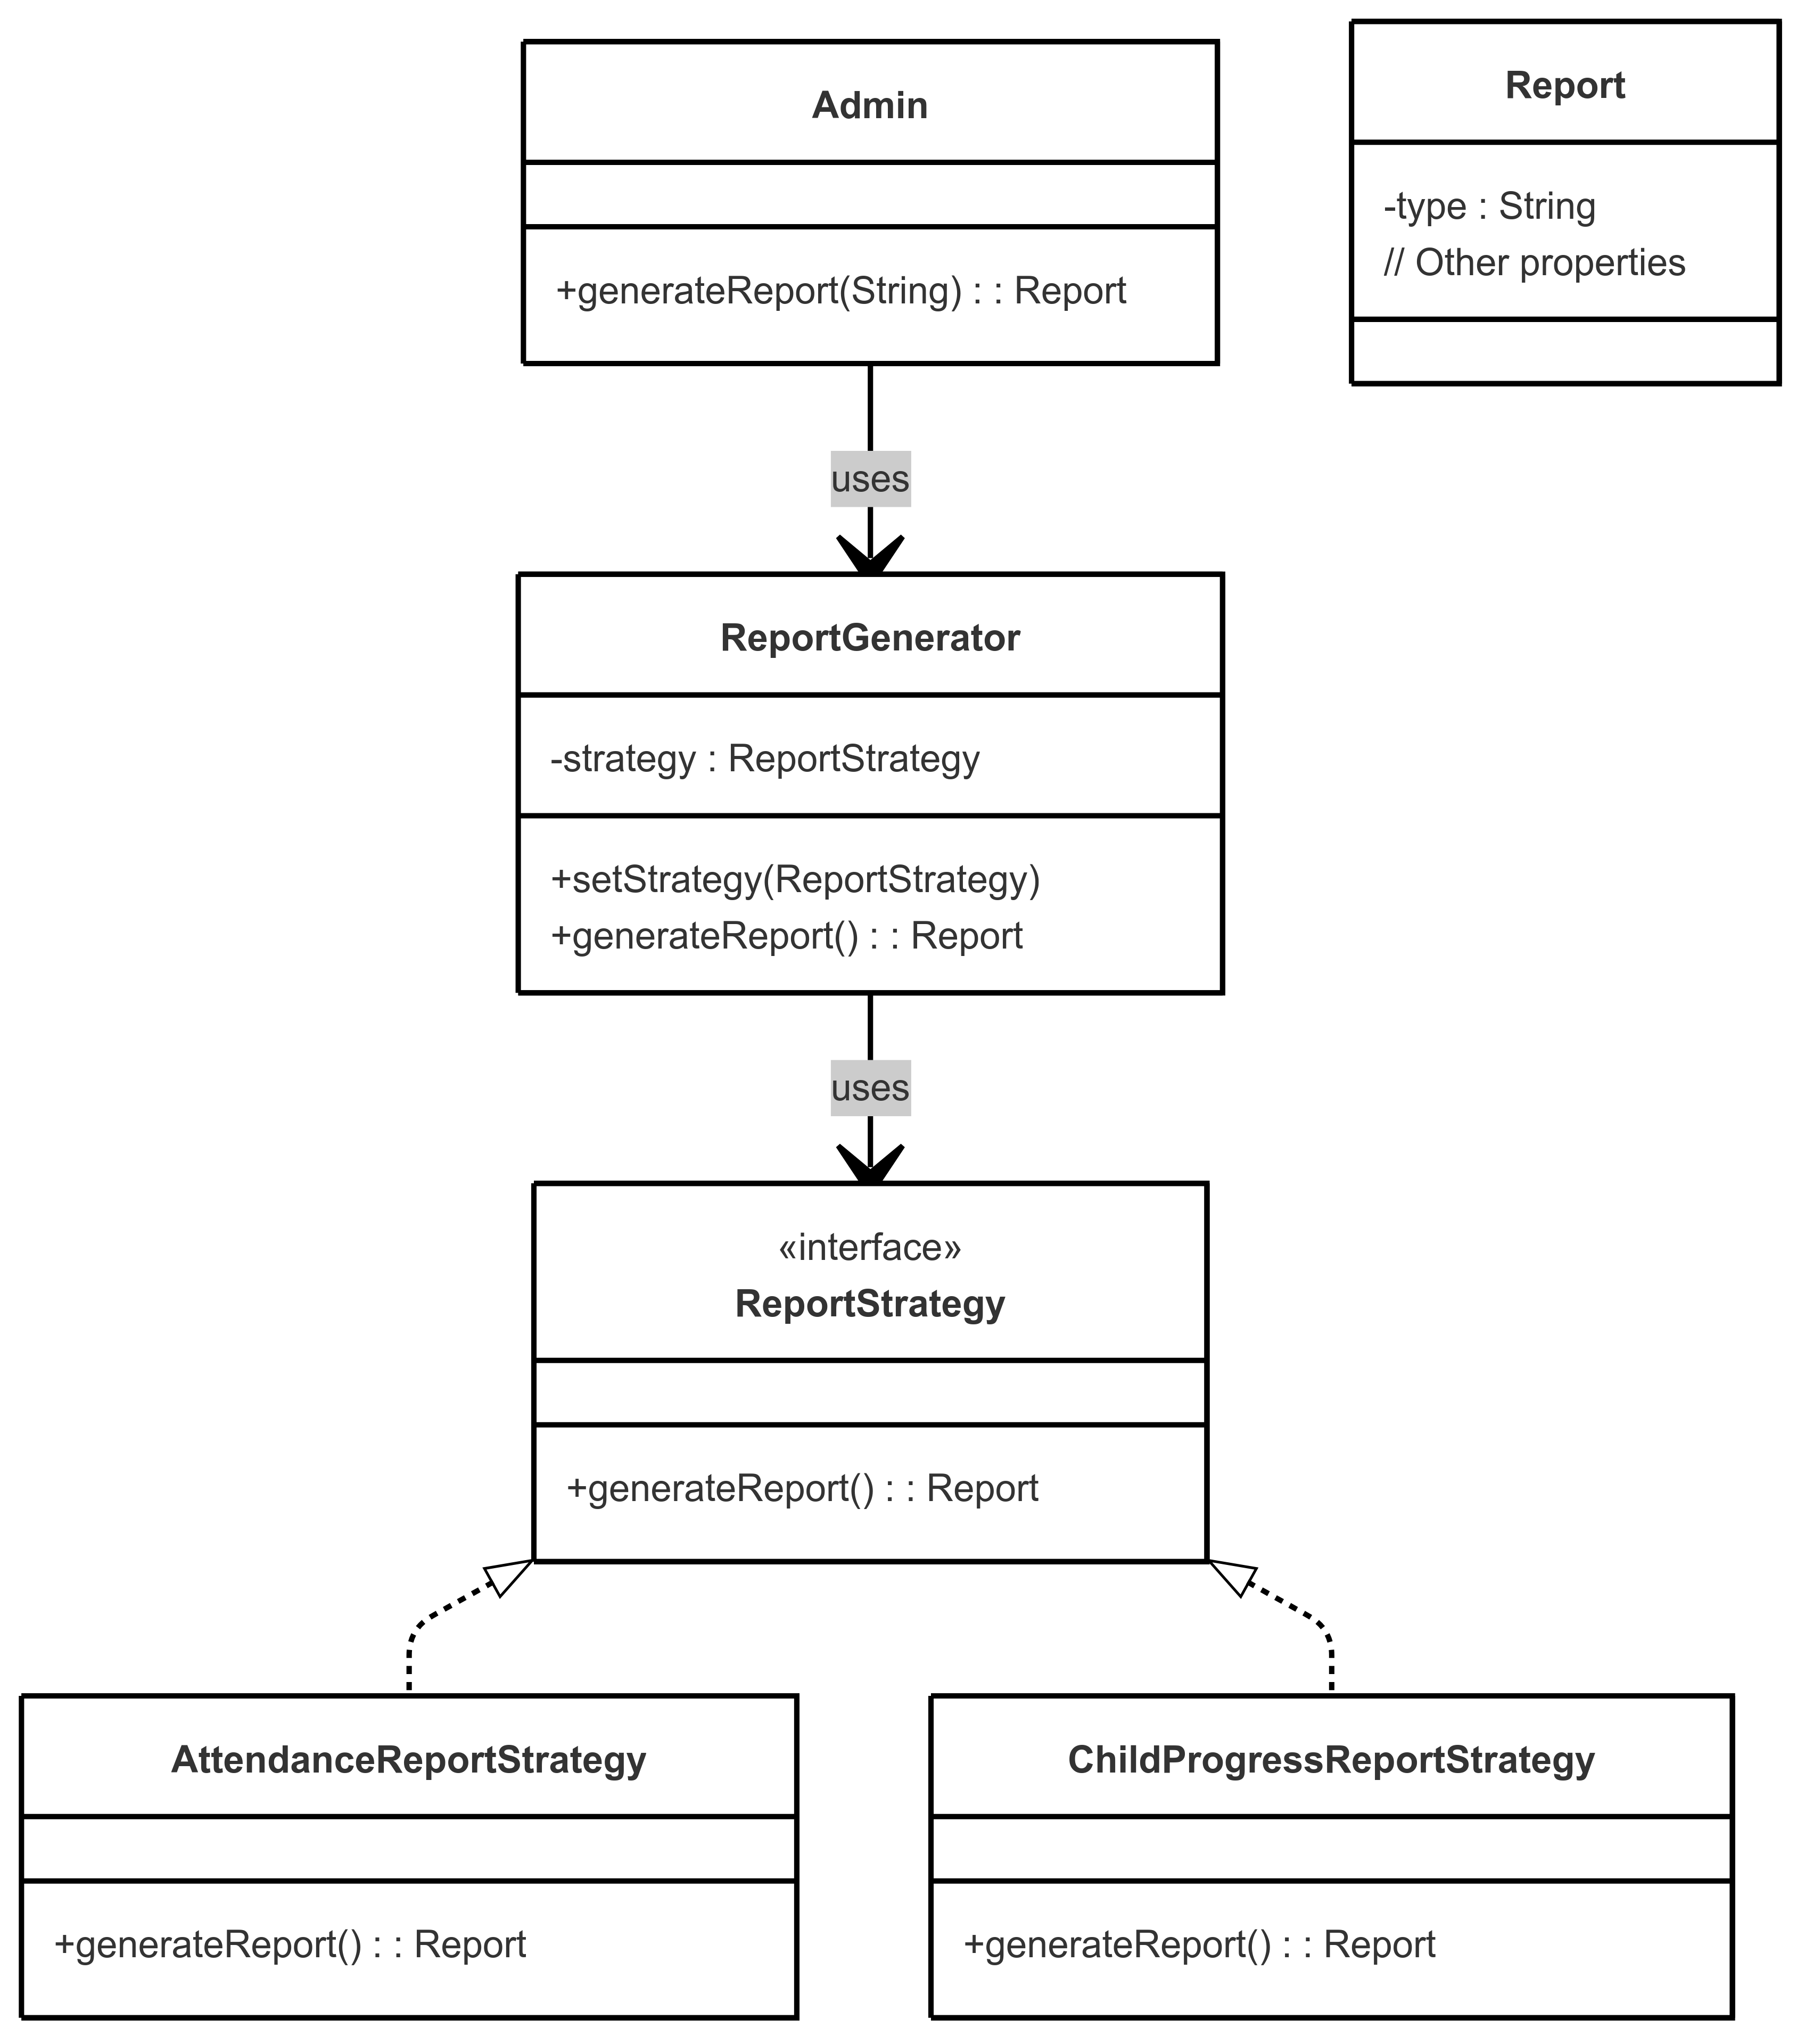 Admin
+generateReport(String) : : Report
Report
-type : String
// Other properties
uses
ReportGenerator
-strategy : ReportStrategy
+setStrategy(ReportStrategy)
+generateReport() : : Report
uses
«interface»
ReportStrategy
+generateReport() : : Report
AttendanceReportStrategy
+generateReport() : : Report
ChildProgressReportStrategy
+generateReport() : : Report